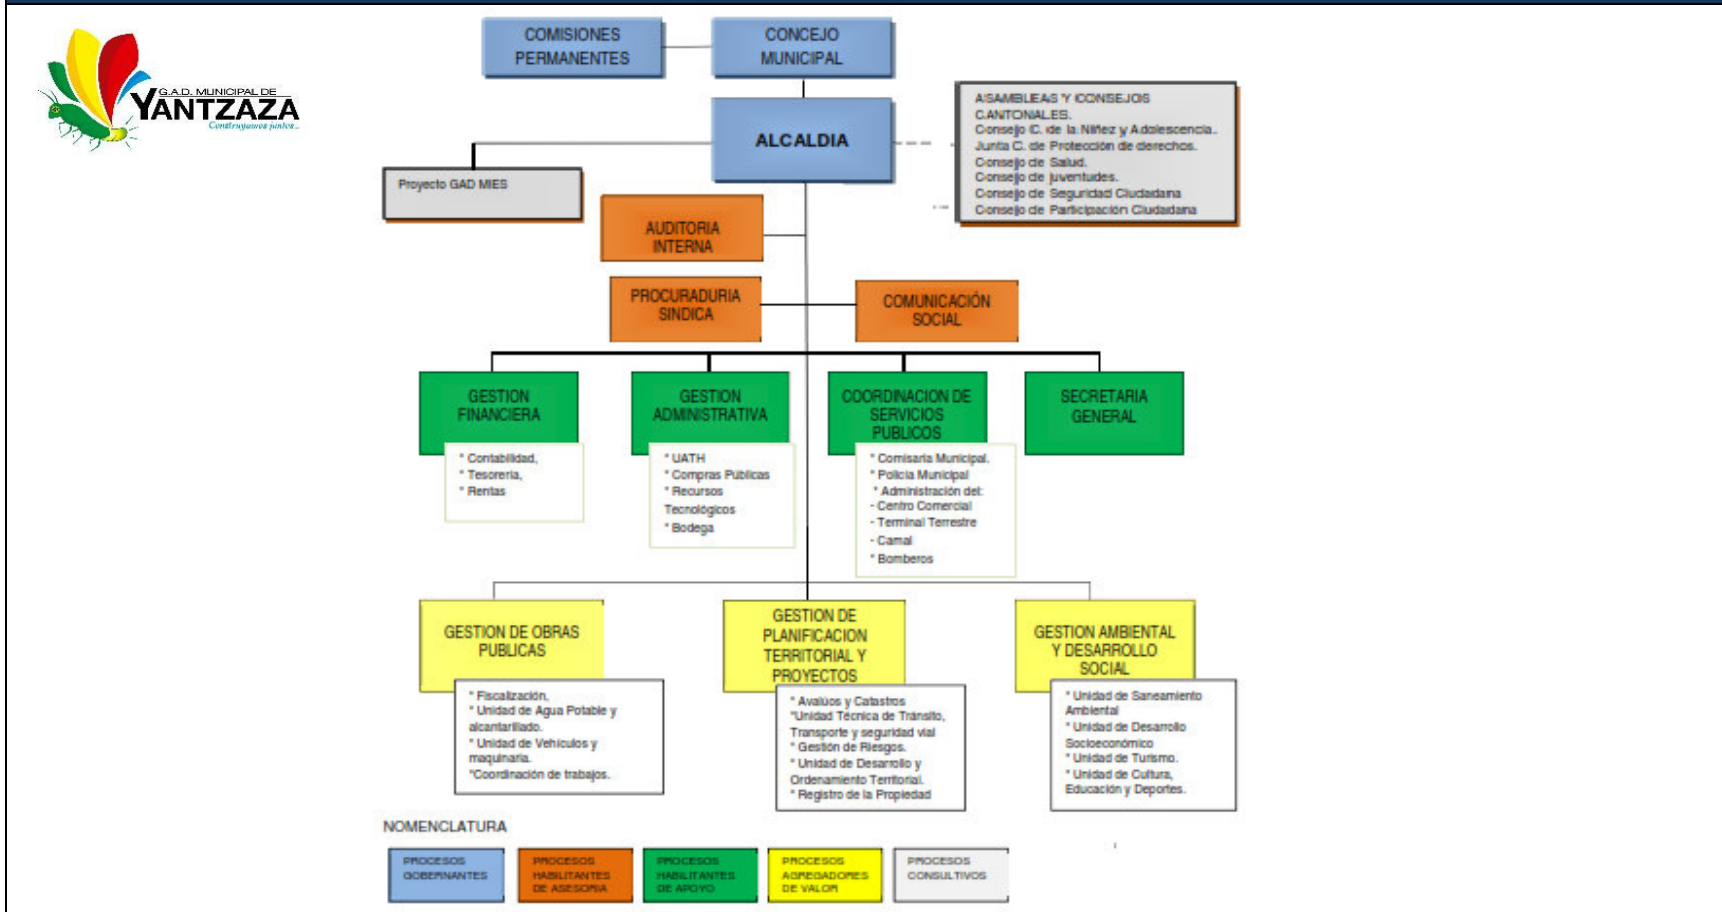 G.A.D. MUNICIPAL DE
YANTZAZA
Construyamos juntos...
COMISIONES
PERMANENTES
CONCEJO
MUNICIPAL
ALCALDIA
ASAMBLEAS Y CONSEJOS
CANTONALES.
Consejo C. de la Niñez y Adolescencia.
Junta C. de Protección de derechos.
Consejo de Salud.
Consejo de juventudes.
Consejo de Seguridad Ciudadana
Consejo de Participación Ciudadana
Proyecto GAD MIES
AUDITORIA
INTERNA
PROCURADURIA
SINDICA
COMUNICACIÓN
SOCIAL
GESTION
FINANCIERA
* Contabilidad,
* Tesorería,
* Rentas
GESTION
ADMINISTRATIVA
* UATH
* Compras Públicas
* Recursos
Tecnológicos
* Bodega
COORDINACION DE
SERVICIOS
PUBLICOS
* Comisaría Municipal.
* Policía Municipal
* Administración del:
- Centro Comercial
- Terminal Terrestre
- Camal
* Bomberos
SECRETARIA
GENERAL
GESTION DE OBRAS
PUBLICAS
* Fiscalización,
* Unidad de Agua Potable y
alcantarillado.
* Unidad de Vehículos y
maquinaria.
*Coordinación de trabajos.
GESTION DE
PLANIFICACION
TERRITORIAL Y
PROYECTOS
* Avalúos y Catastros
*Unidad Técnica de Tránsito,
Transporte y seguridad vial
* Gestión de Riesgos.
* Unidad de Desarrollo y
Ordenamiento Territorial.
* Registro de la Propiedad
GESTION AMBIENTAL
Y DESARROLLO
SOCIAL
* Unidad de Saneamiento
Ambiental
* Unidad de Desarrollo
Socioeconómico
* Unidad de Turismo.
* Unidad de Cultura,
Educación y Deportes.
NOMENCLATURA
PROCESOS
GOBERNANTES
PROCESOS
HABILITANTES
DE ASESORIA
PROCESOS
HABILITANTES
DE APOYO
PROCESOS
AGREGADORES
DE VALOR
PROCESOS
CONSULTIVOS